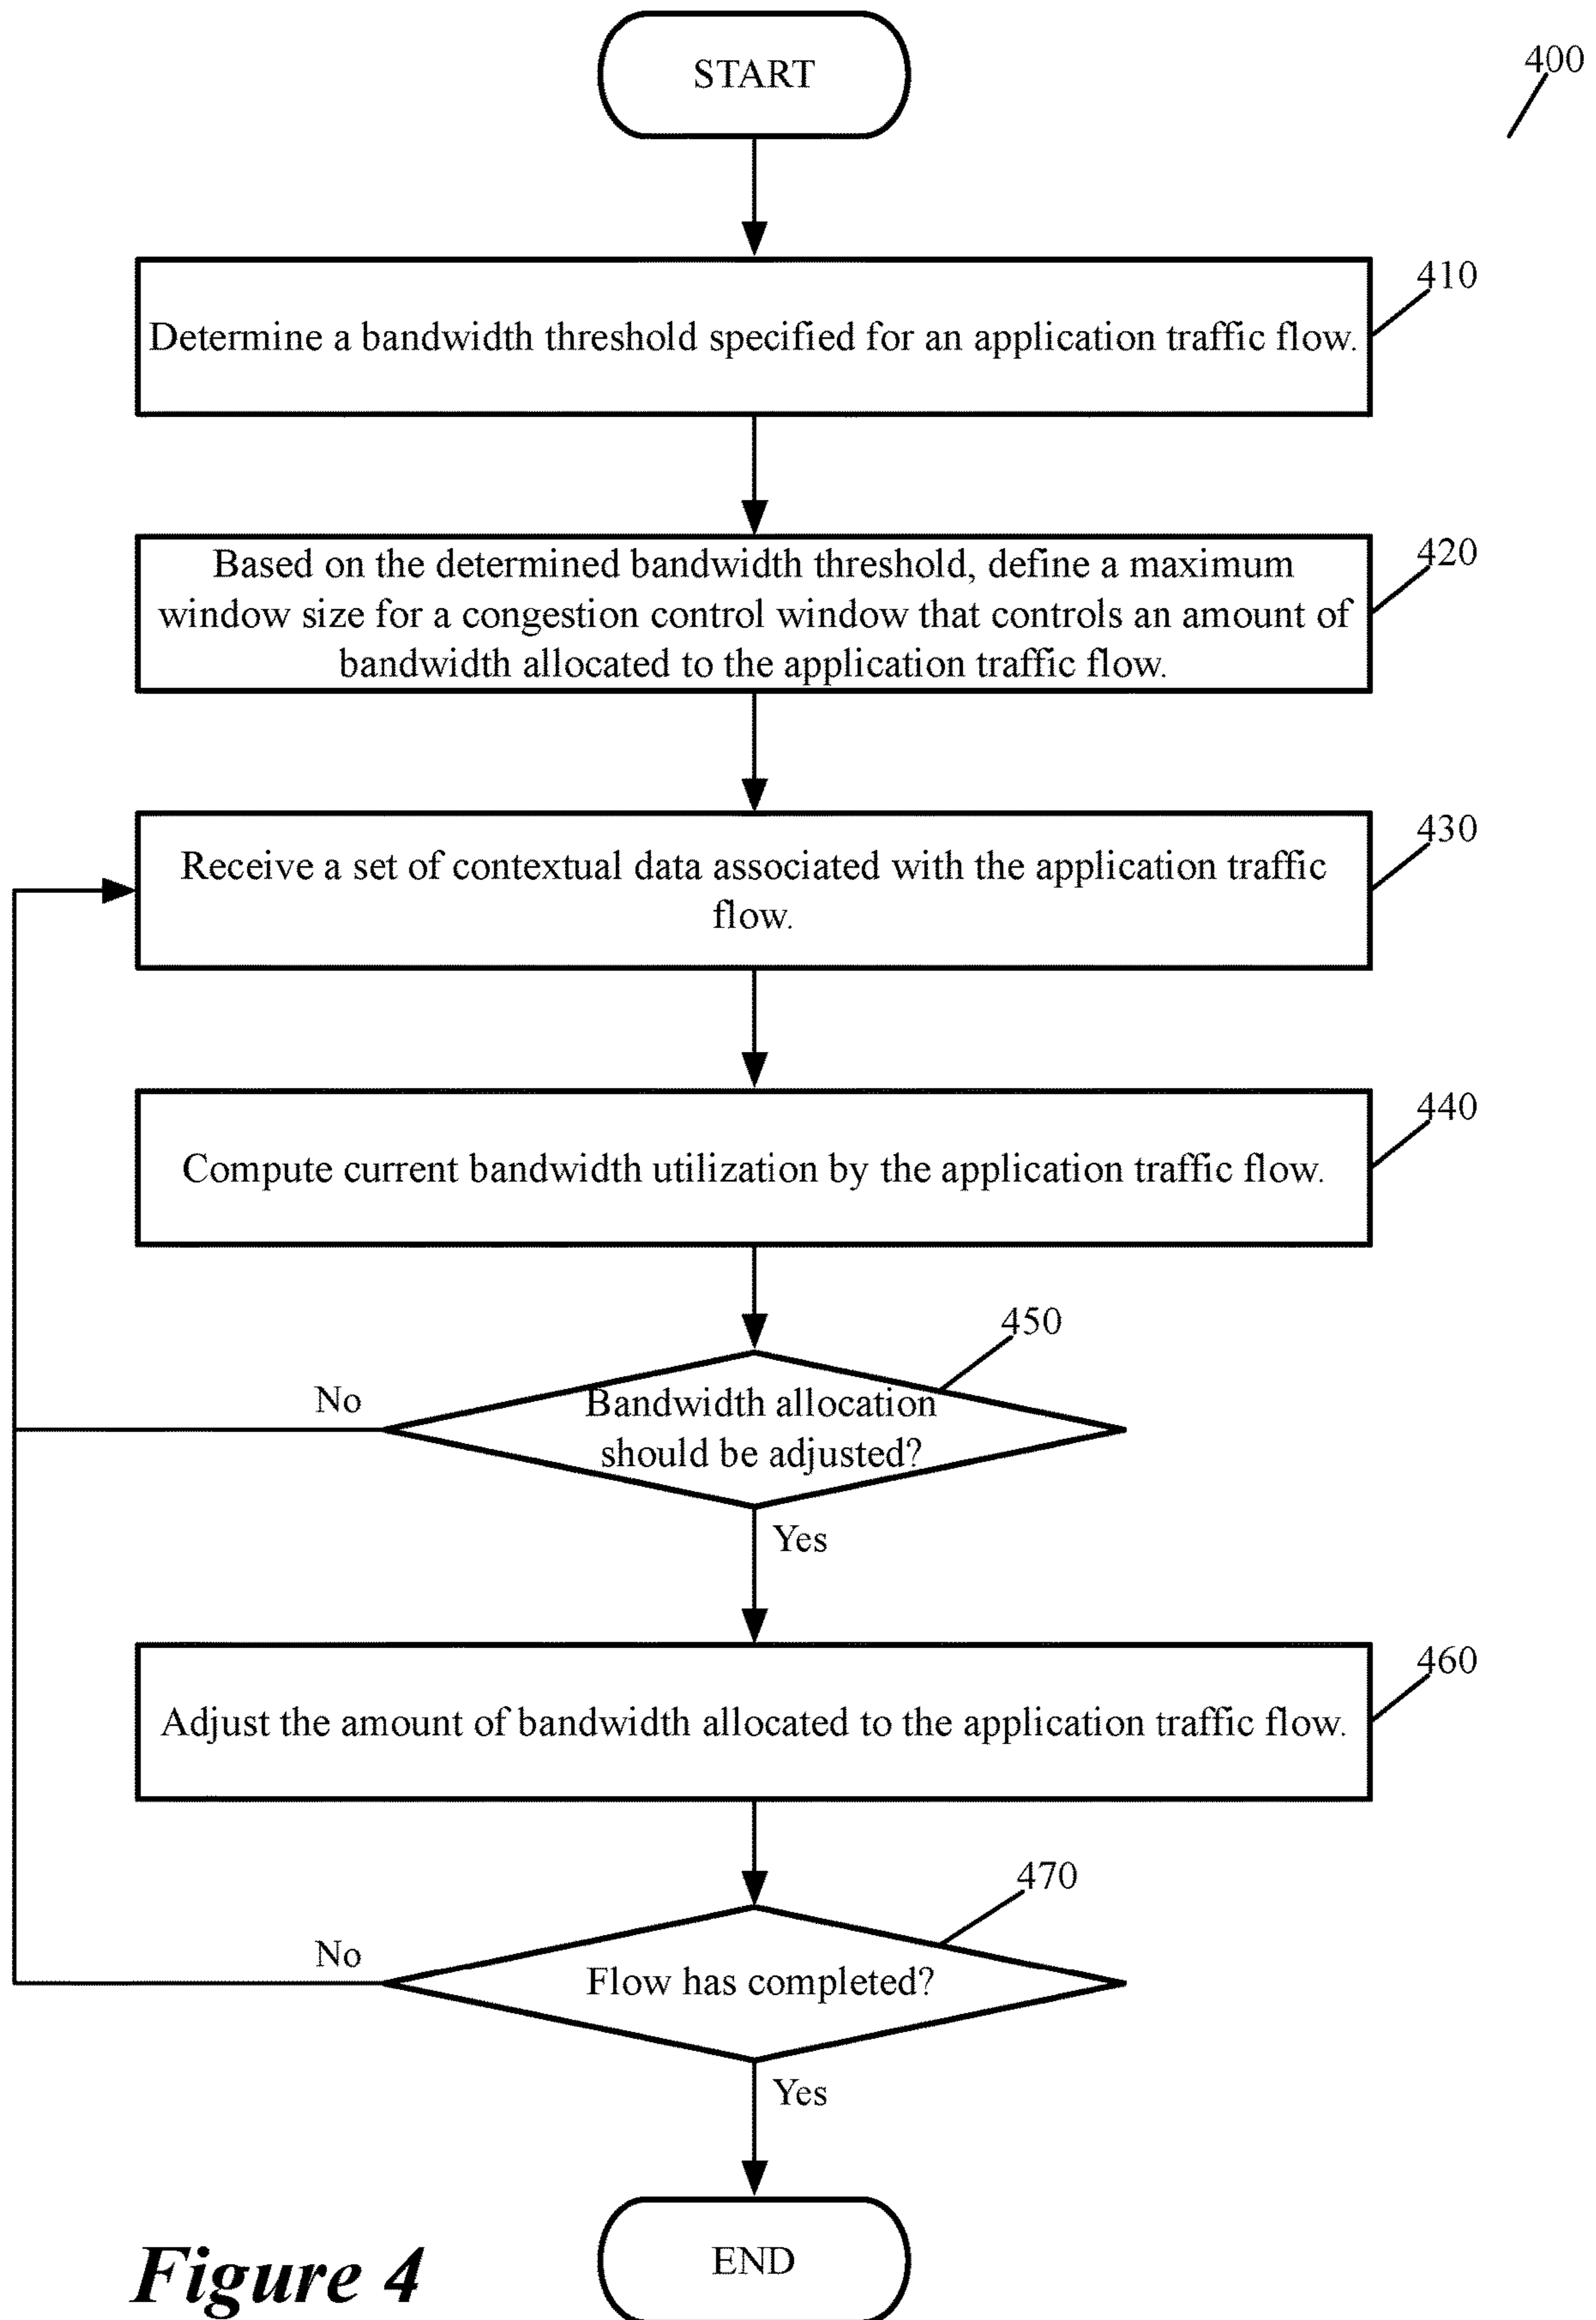 START
400
410
Determine a bandwidth threshold specified for an application traffic flow.
420
Based on the determined bandwidth threshold, define a maximum
window size for a congestion control window that controls an amount of
bandwidth allocated to the application traffic flow.
430
Receive a set of contextual data associated with the application traffic
flow.
440
Compute current bandwidth utilization by the application traffic flow.
450
No
Bandwidth allocation
should be adjusted?
Yes
460
Adjust the amount of bandwidth allocated to the application traffic flow.
470
No
Flow has completed?
Yes
END
Figure 4